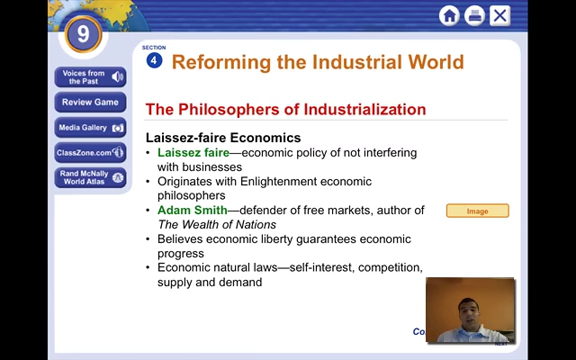 9
SECTION
4
Reforming the Industrial World
Voices from
the Past
Review Game
Media Gallery
ClassZone.com
Rand McNally
World Atlas
The Philosophers of Industrialization
Laissez-faire Economics
• Laissez faire—economic policy of not interfering
with businesses
• Originates with Enlightenment economic
philosophers
• Adam Smith—defender of free markets, author of
The Wealth of Nations
Image
• Believes economic liberty guarantees economic
progress
• Economic natural laws—self-interest, competition,
supply and demand